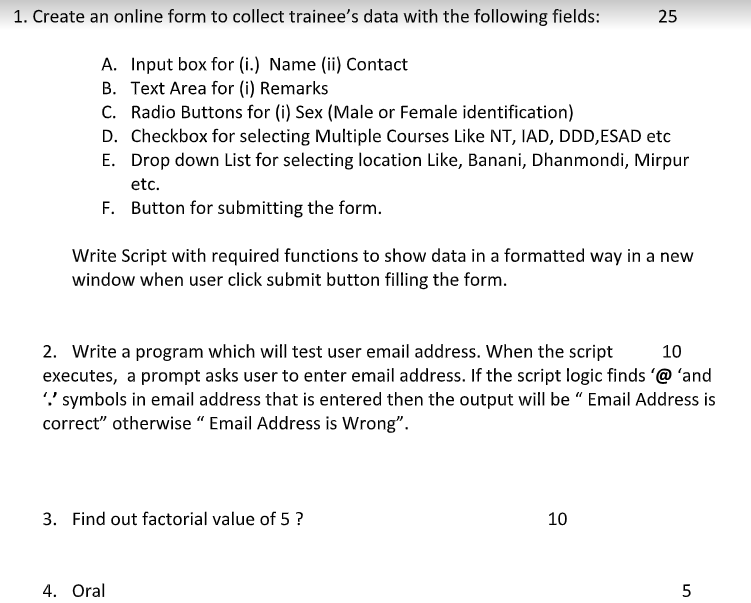 1. Create an online form to collect trainee’s data with the following fields: 25
A. Input box for (i.) Name (ii) Contact
B. Text Area for (i) Remarks
C. Radio Buttons for (i) Sex (Male or Female identification)
D. Checkbox for selecting Multiple Courses Like NT, IAD, DDD,ESAD etc
E. Drop down List for selecting location Like, Banani, Dhanmondi, Mirpur
etc.
F. Button for submitting the form.
Write Script with required functions to show data in a formatted way in a new
window when user click submit button filling the form.
2. Write a program which will test user email address. When the script 10
executes, a prompt asks user to enter email address. If the script logic finds ‘@ ‘and
‘.’ symbols in email address that is entered then the output will be “ Email Address is
correct” otherwise “ Email Address is Wrong”.
3. Find out factorial value of 5 ? 10
4. Oral 5